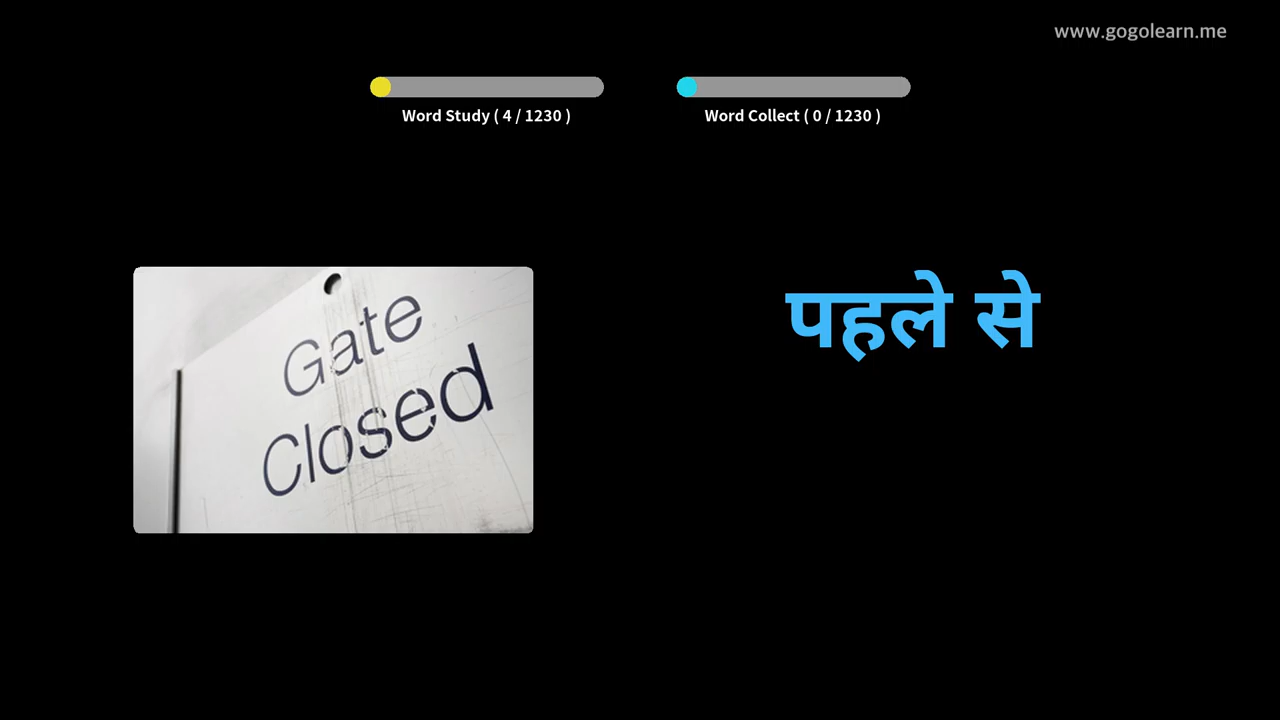 www.gogolearn.me
Word Study ( 4 / 1230 )
Word Collect ( 0 / 1230 )
Gate
Closed
पहले से